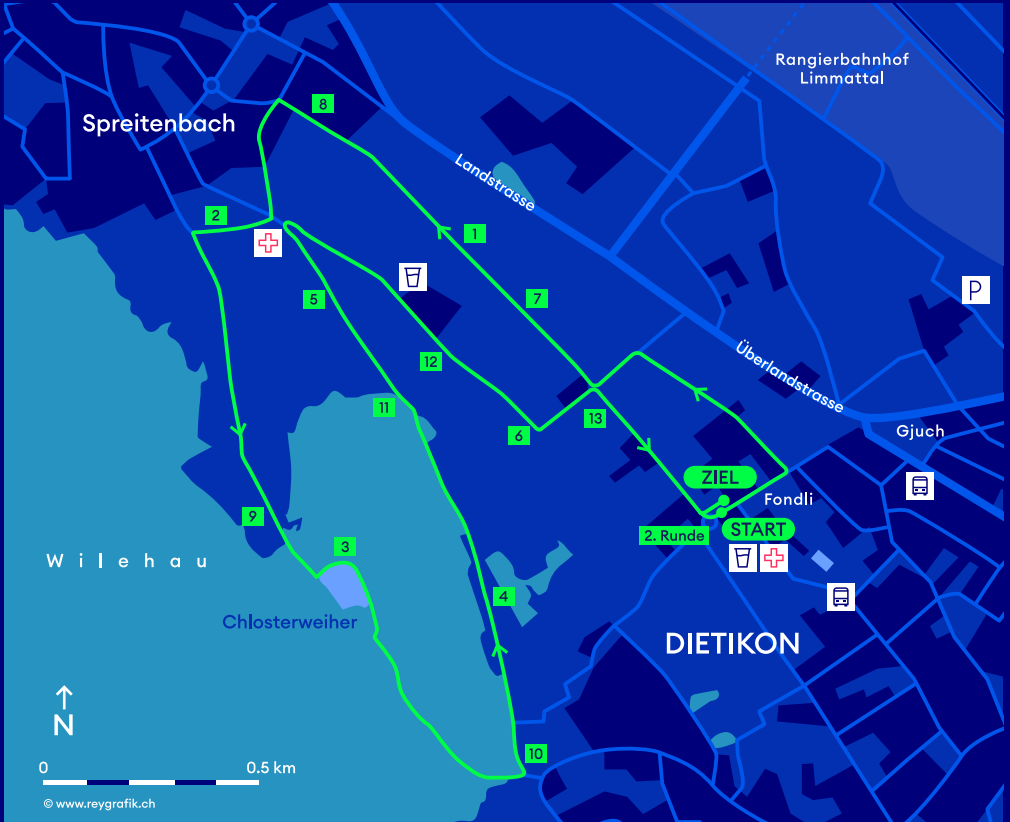 Rangierbahnhof
Limmattal
8
Spreitenbach
Landstrasse
2
1
5
7
P
12
Überlandstrasse
11
13
6
Gjuch
ZIEL
Fondli
9
START
2. Runde
3
Wilehau
4
Chlosterweiher
DIETIKON
N
10
0
0.5 km
© www.reygrafik.ch